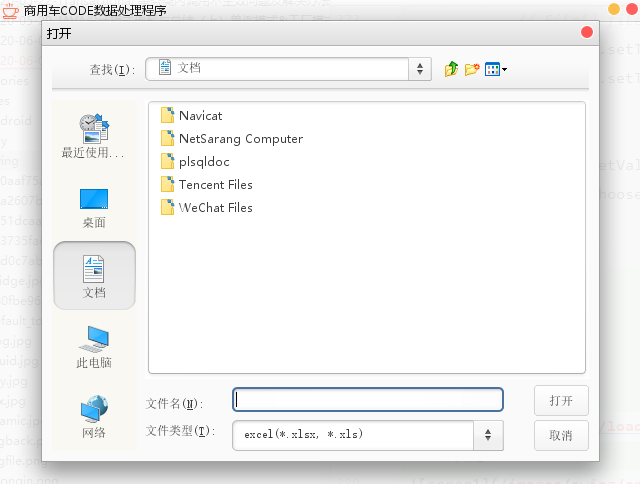 商用车CODE数据处理程序
打开
查找(I):
文档
最近使用...
桌面
文档
此电脑
网络
Navicat
NetSarang Computer
plsqldoc
Tencent Files
WeChat Files
文件名(N):
打开
文件类型(T):
excel(*.xlsx, *.xls)
取消